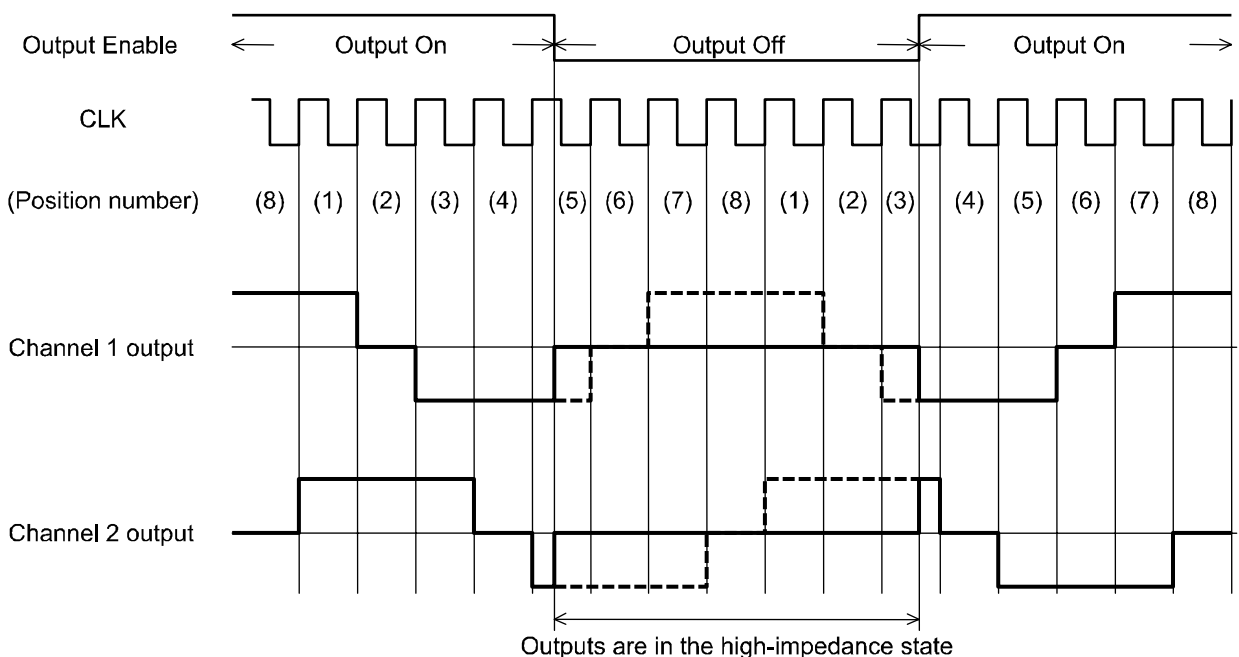 Output Enable
Output On
Output Off
Output On
CLK
(Position number)
(8) (1) (2) (3) (4) (5) (6) (7) (8) (1) (2) (3) (4) (5) (6) (7) (8)
Channel 1 output
Channel 2 output
Outputs are in the high-impedance state